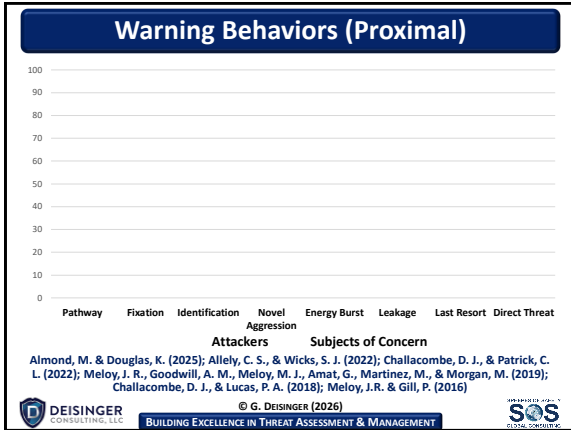 Warning Behaviors (Proximal)
100
90
80
70
60
50
40
30
20
10
0
Pathway Fixation Identification Novel Aggression Energy Burst Leakage Last Resort Direct Threat
Attackers Subjects of Concern
Almond, M. & Douglas, K. (2025); Allely, C. S., & Wicks, S. J. (2022); Challacombe, D. J., & Patrick, C.
L. (2022); Meloy, J. R., Goodwill, A. M., Meloy, M. J., Amat, G., Martinez, M., & Morgan, M. (2019);
Challacombe, D. J., & Lucas, P. A. (2018); Meloy, J.R. & Gill, P. (2016)
© G. DEISINGER (2026)
DEISINGER
CONSULTING, LLC
BUILDING EXCELLENCE IN THREAT ASSESSMENT & MANAGEMENT
SPHERES OF SAFETY
SOS
GLOBAL CONSULTING